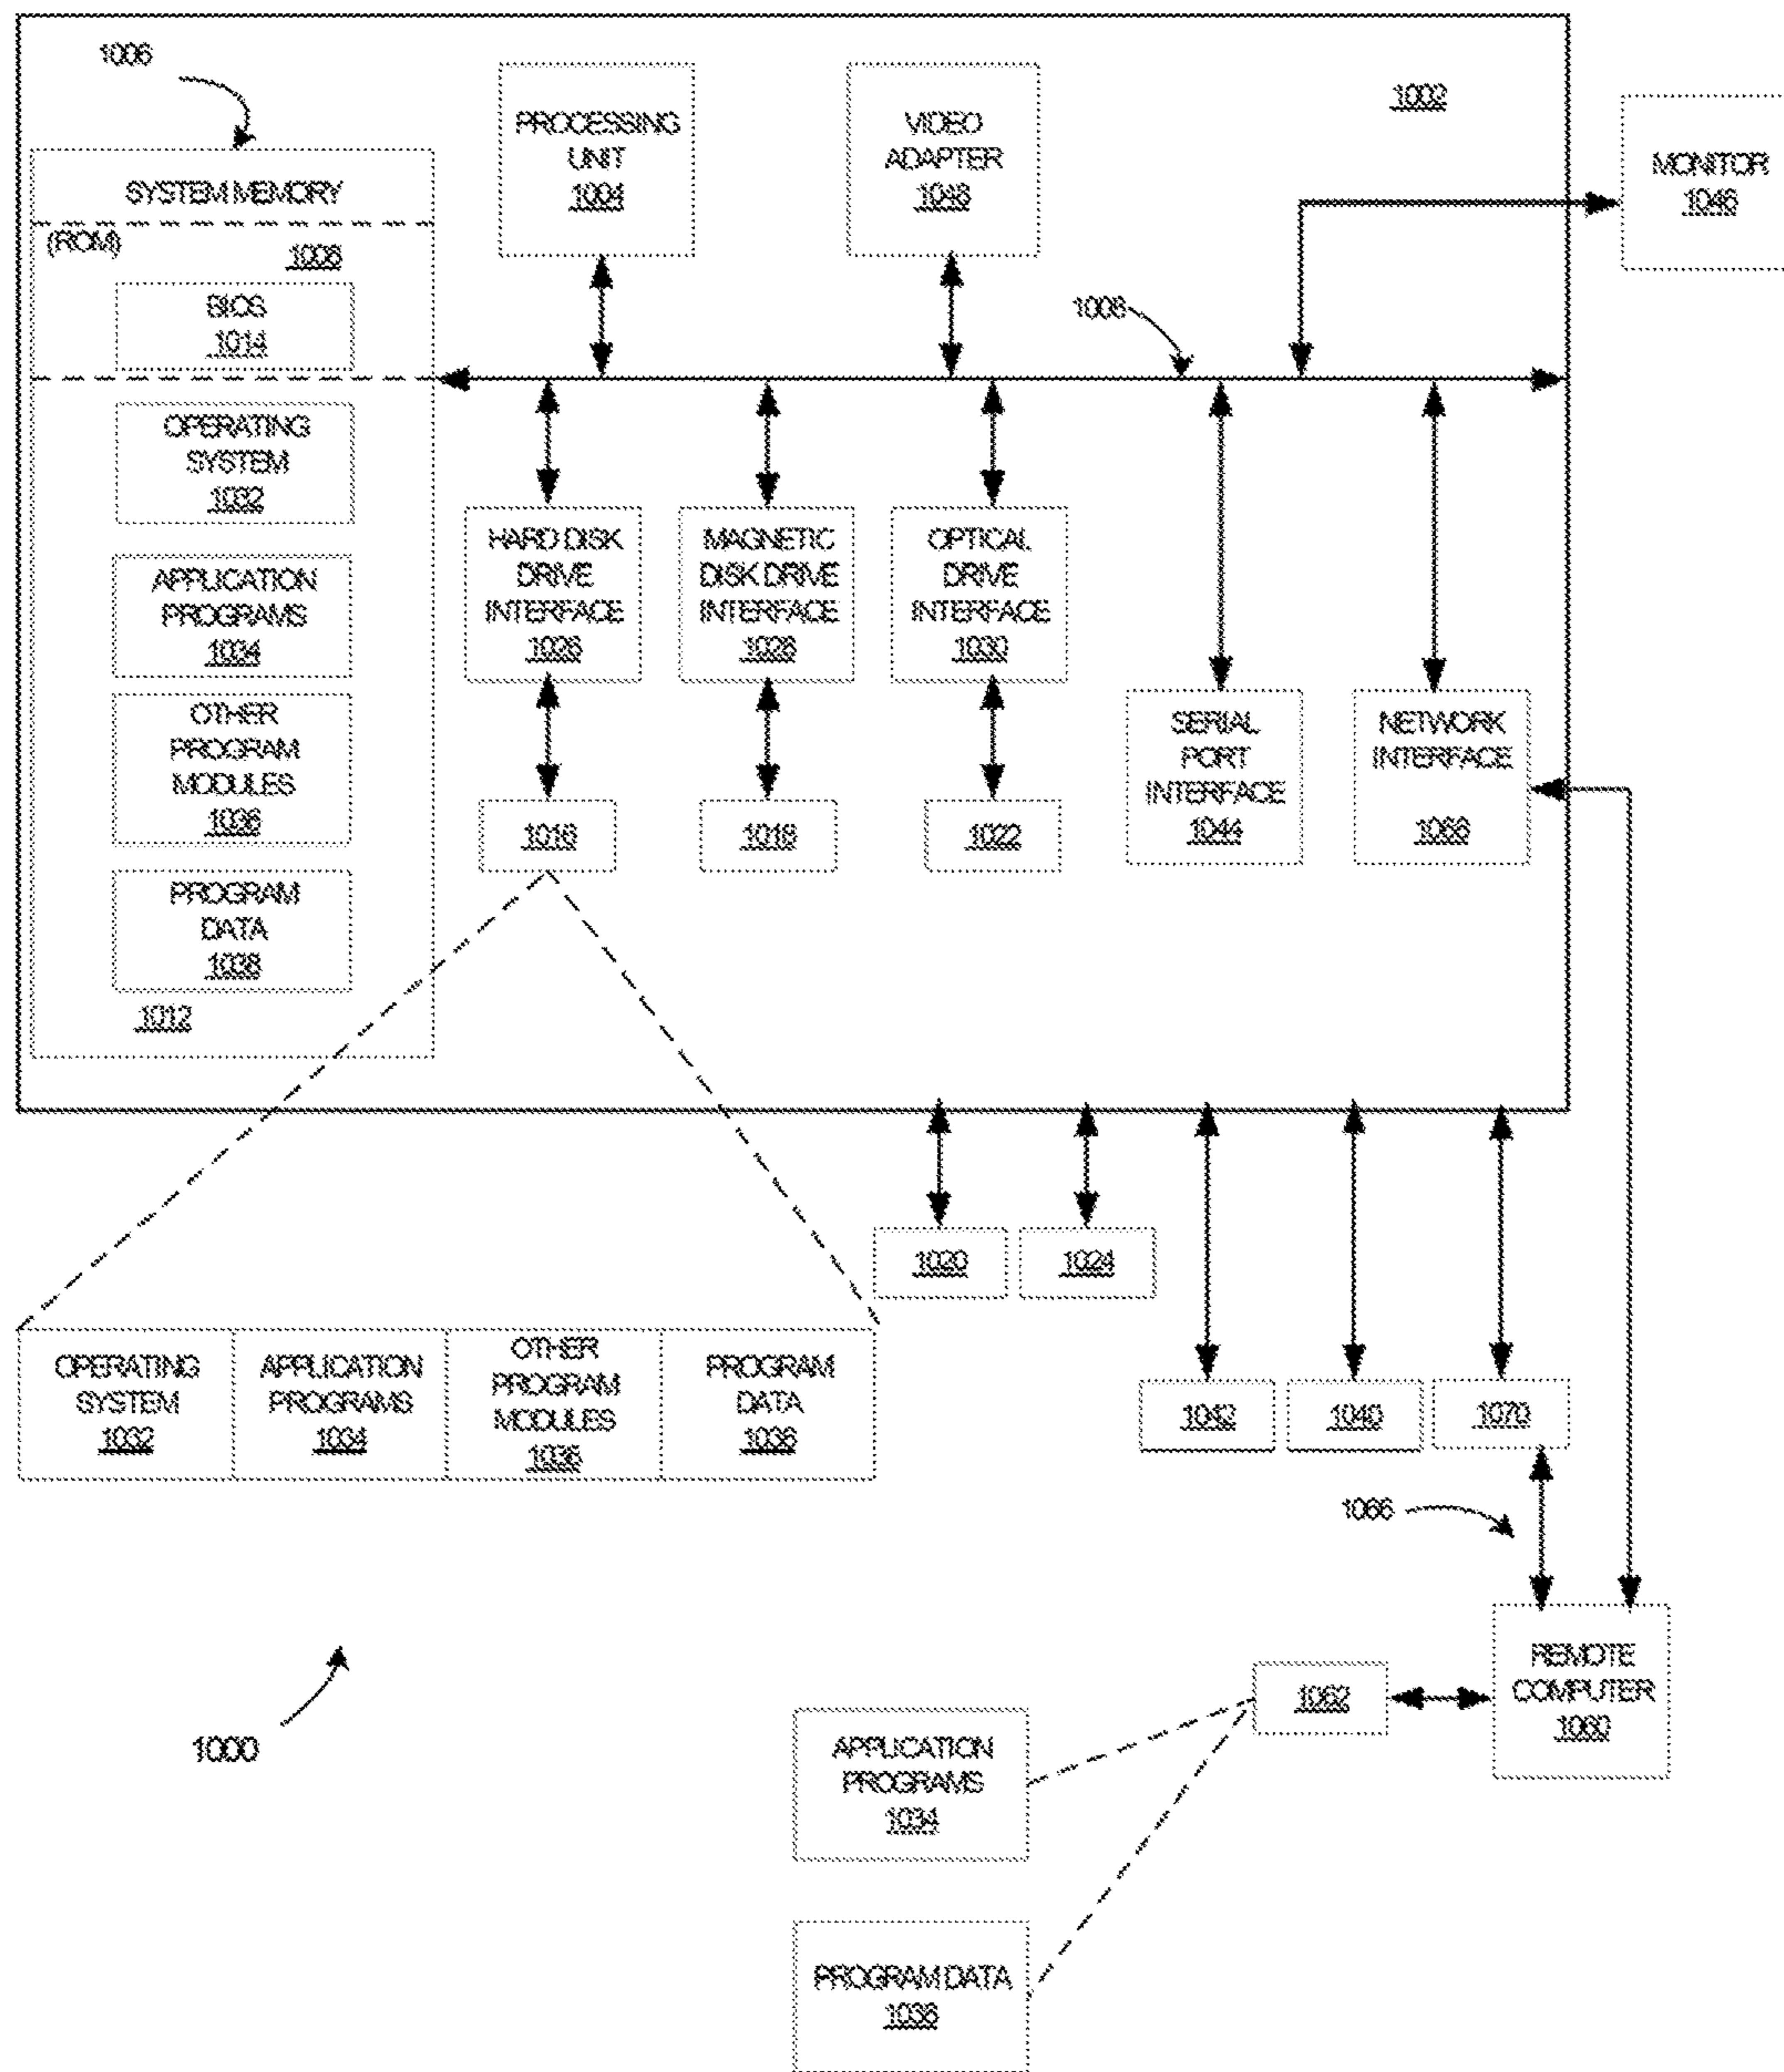 1006
SYSTEM MEMORY
(ROM)
1008
BIOS
1014
OPERATING
SYSTEM
1032
APPLICATION
PROGRAMS
1034
OTHER
PROGRAM
MODULES
1036
PROGRAM
DATA
1038
1012
PROCESSING
UNIT
1004
VIDEO
ADAPTER
1048
1002
MONITOR
1046
1008
HARD DISK
DRIVE
INTERFACE
1026
MAGNETIC
DISK DRIVE
INTERFACE
1028
OPTICAL
DRIVE
INTERFACE
1030
SERIAL
PORT
INTERFACE
1044
NETWORK
INTERFACE
1066
1016
1018
1022
1020
1024
1042
1040
1070
OPERATING
SYSTEM
1032
APPLICATION
PROGRAMS
1034
OTHER
PROGRAM
MODULES
1036
PROGRAM
DATA
1038
1066
REMOTE
COMPUTER
1060
1062
APPLICATION
PROGRAMS
1034
PROGRAM DATA
1038
1000